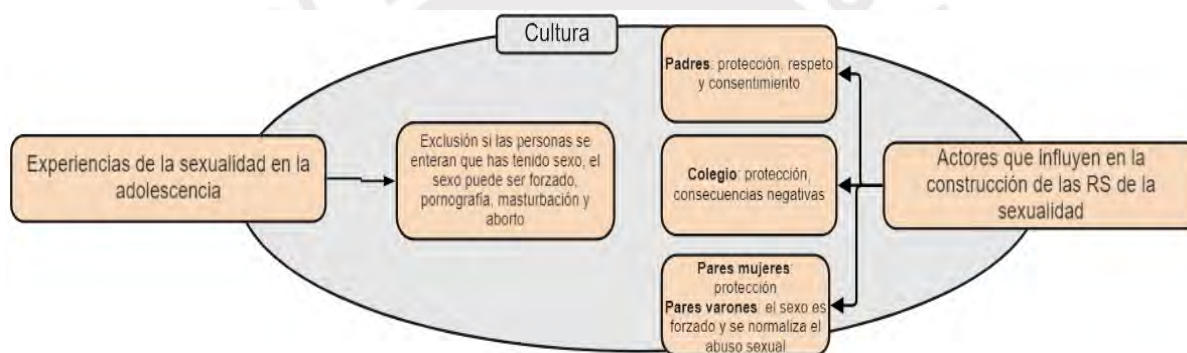 Cultura
Experiencias de la sexualidad en la
adolescencia
Exclusión si las personas se
enteran que has tenido sexo, el
sexo puede ser forzado,
pornografía, masturbación y
aborto
Padres: protección, respeto
y consentimiento
Colegio: protección,
consecuencias negativas
Pares mujeres:
protección
Pares varones: el sexo es
forzado y se normaliza el
abuso sexual
Actores que influyen en la
construcción de las RS de la
sexualidad